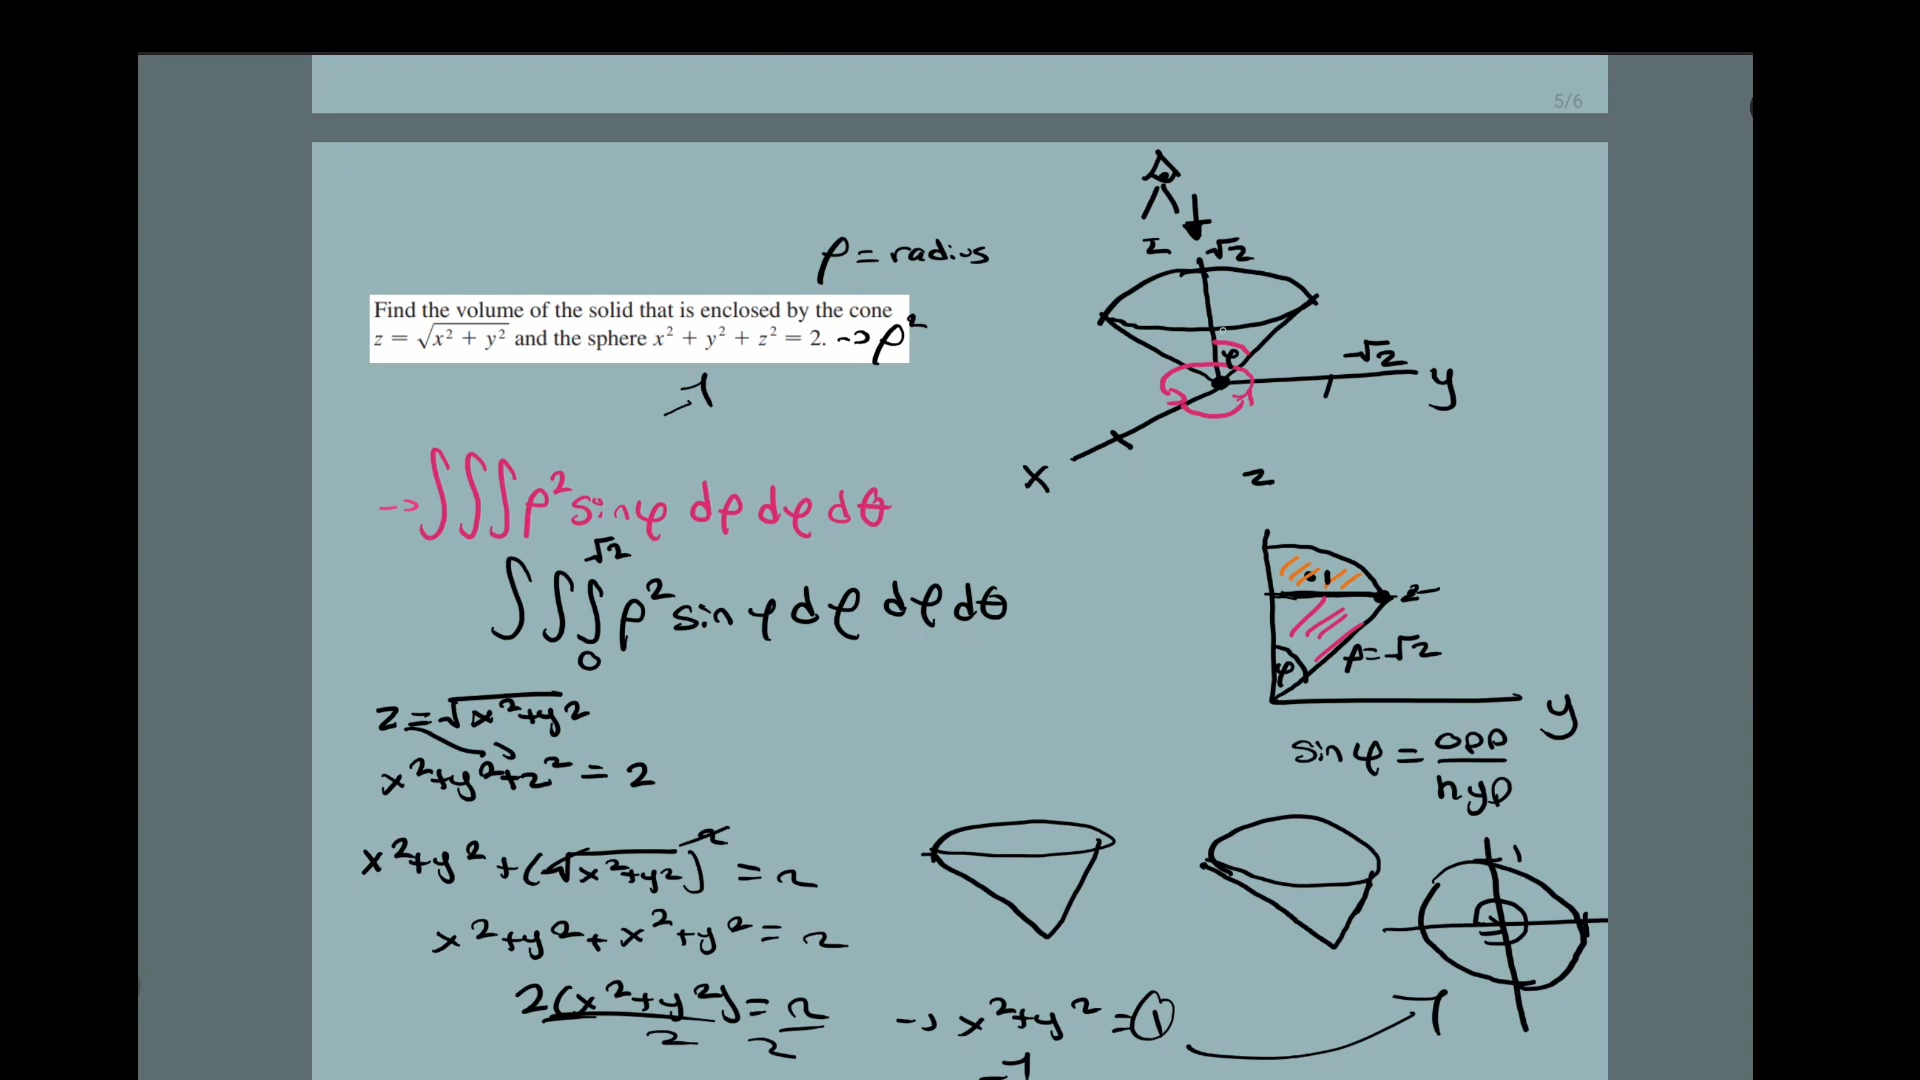 5/6
ρ = radius
Find the volume of the solid that is enclosed by the cone
z = √(x² + y²) and the sphere x² + y² + z² = 2. → ρ²
→ ∫∫∫ ρ² sin φ dρ dφ dθ
√2
∫∫∫ ρ² sin φ dρ dφ dθ
0
z = √(x²+y²)
x²+y²+z² = 2
x²+y²+(√(x²+y²))² = 2
x²+y²+x²+y² = 2
2(x²+y²) = 2
2 2
→ x²+y² = 1
z √2
φ
√2
y
x
z
1
φ
ρ=√2
y
sin φ = opp
hyp
1